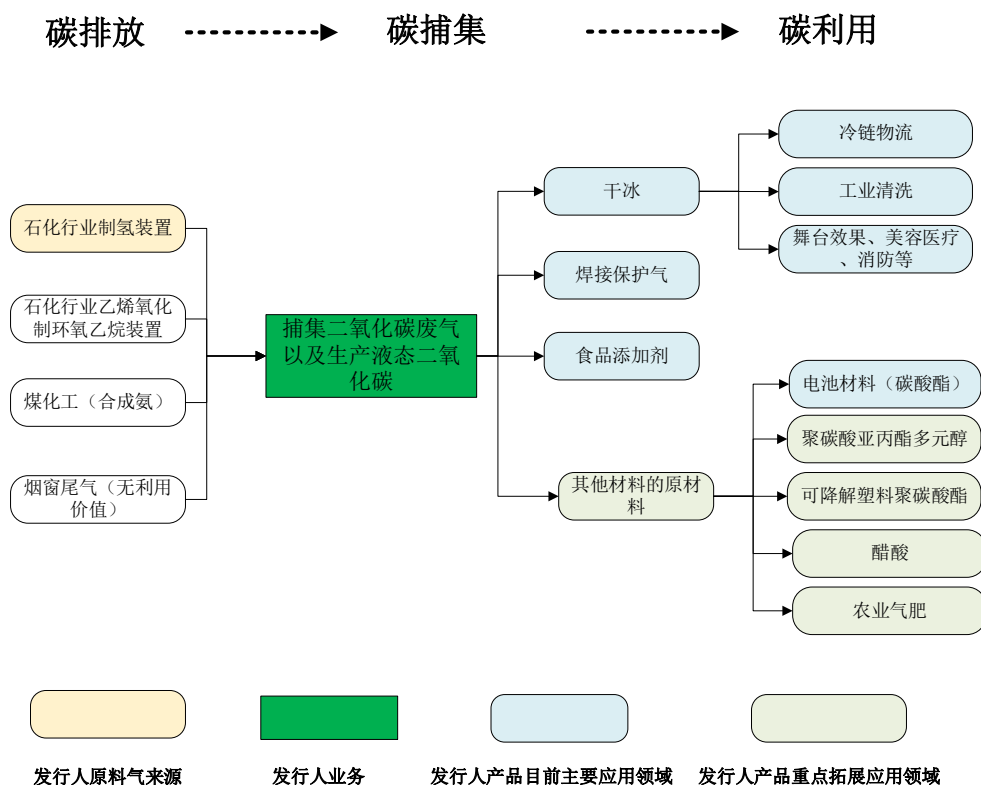 碳排放
碳捕集
碳利用
石化行业制氢装置
石化行业乙烯氧化
制环氧乙烷装置
煤化工（合成氨）
烟窗尾气（无利用
价值）
捕集二氧化碳废气
以及生产液态二氧
化碳
干冰
焊接保护气
食品添加剂
其他材料的原材
料
冷链物流
工业清洗
舞台效果、美容医疗
、消防等
电池材料（碳酸酯）
聚碳酸亚丙酯多元醇
可降解塑料聚碳酸酯
醋酸
农业气肥
发行人原料气来源
发行人业务
发行人产品目前主要应用领域
发行人产品重点拓展应用领域